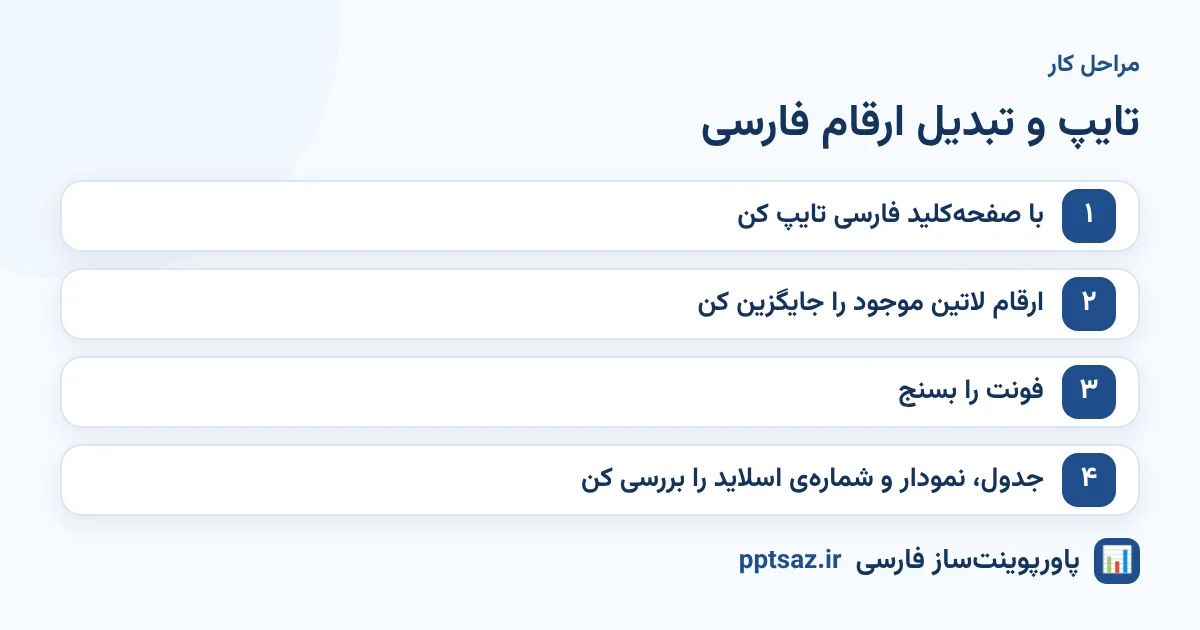 مراحل کار
تایپ و تبدیل ارقام فارسی
۱ با صفحه‌کلید فارسی تایپ کن
۲ ارقام لاتین موجود را جایگزین کن
۳ فونت را بسنج
۴ جدول، نمودار و شماره‌ی اسلاید را بررسی کن
پاورپوینت‌ساز فارسی pptsaz.ir